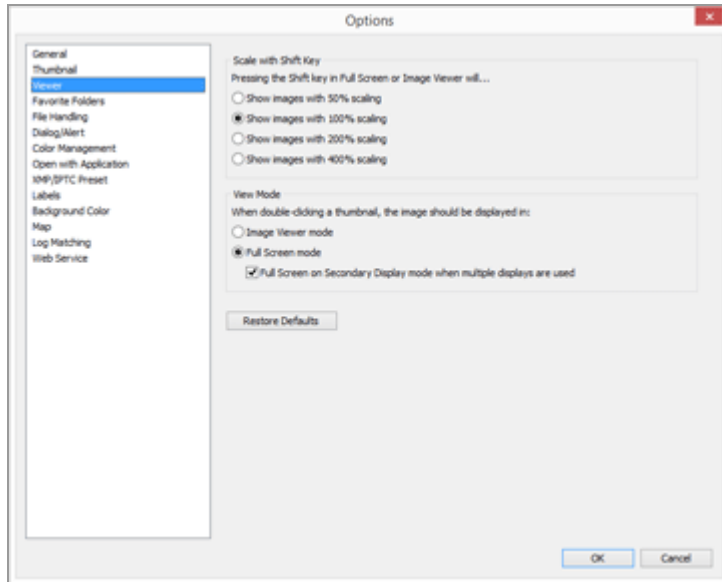 Options
General
Thumbnail
Viewer
Favorite Folders
File Handling
Dialog/Alert
Color Management
Open with Application
XMP/IPTC Preset
Labels
Background Color
Map
Log Matching
Web Service
Scale with Shift Key
Pressing the Shift key in Full Screen or Image Viewer will...
Show images with 50% scaling
Show images with 100% scaling
Show images with 200% scaling
Show images with 400% scaling
View Mode
When double-clicking a thumbnail, the image should be displayed in:
Image Viewer mode
Full Screen mode
Full Screen on Secondary Display mode when multiple displays are used
Restore Defaults
OK
Cancel